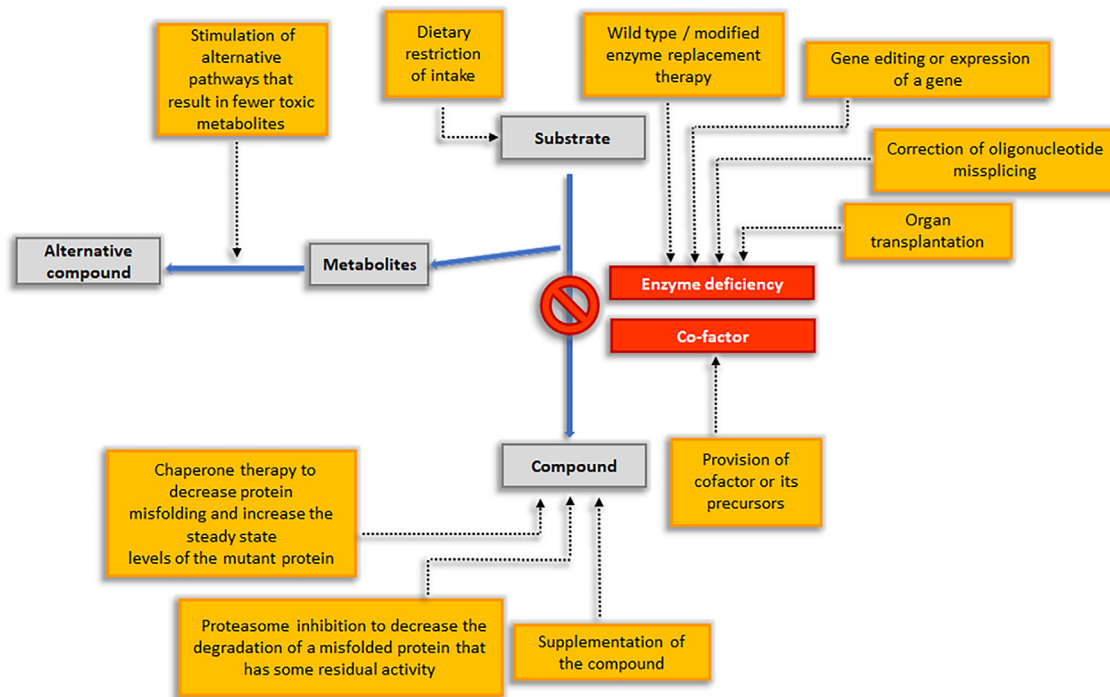 Stimulation of
alternative
pathways that
result in fewer toxic
metabolites
Dietary
restriction
of intake
Wild type / modified
enzyme replacement
therapy
Gene editing or expression
of a gene
Substrate
Correction of oligonucleotide
missplicing
Organ
transplantation
Alternative
compound
Metabolites
Enzyme deficiency
Co-factor
Compound
Provision of
cofactor or its
precursors
Chaperone therapy to
decrease protein
misfolding and increase the
steady state
levels of the mutant protein
Proteasome inhibition to decrease the
degradation of a misfolded protein that
has some residual activity
Supplementation of
the compound